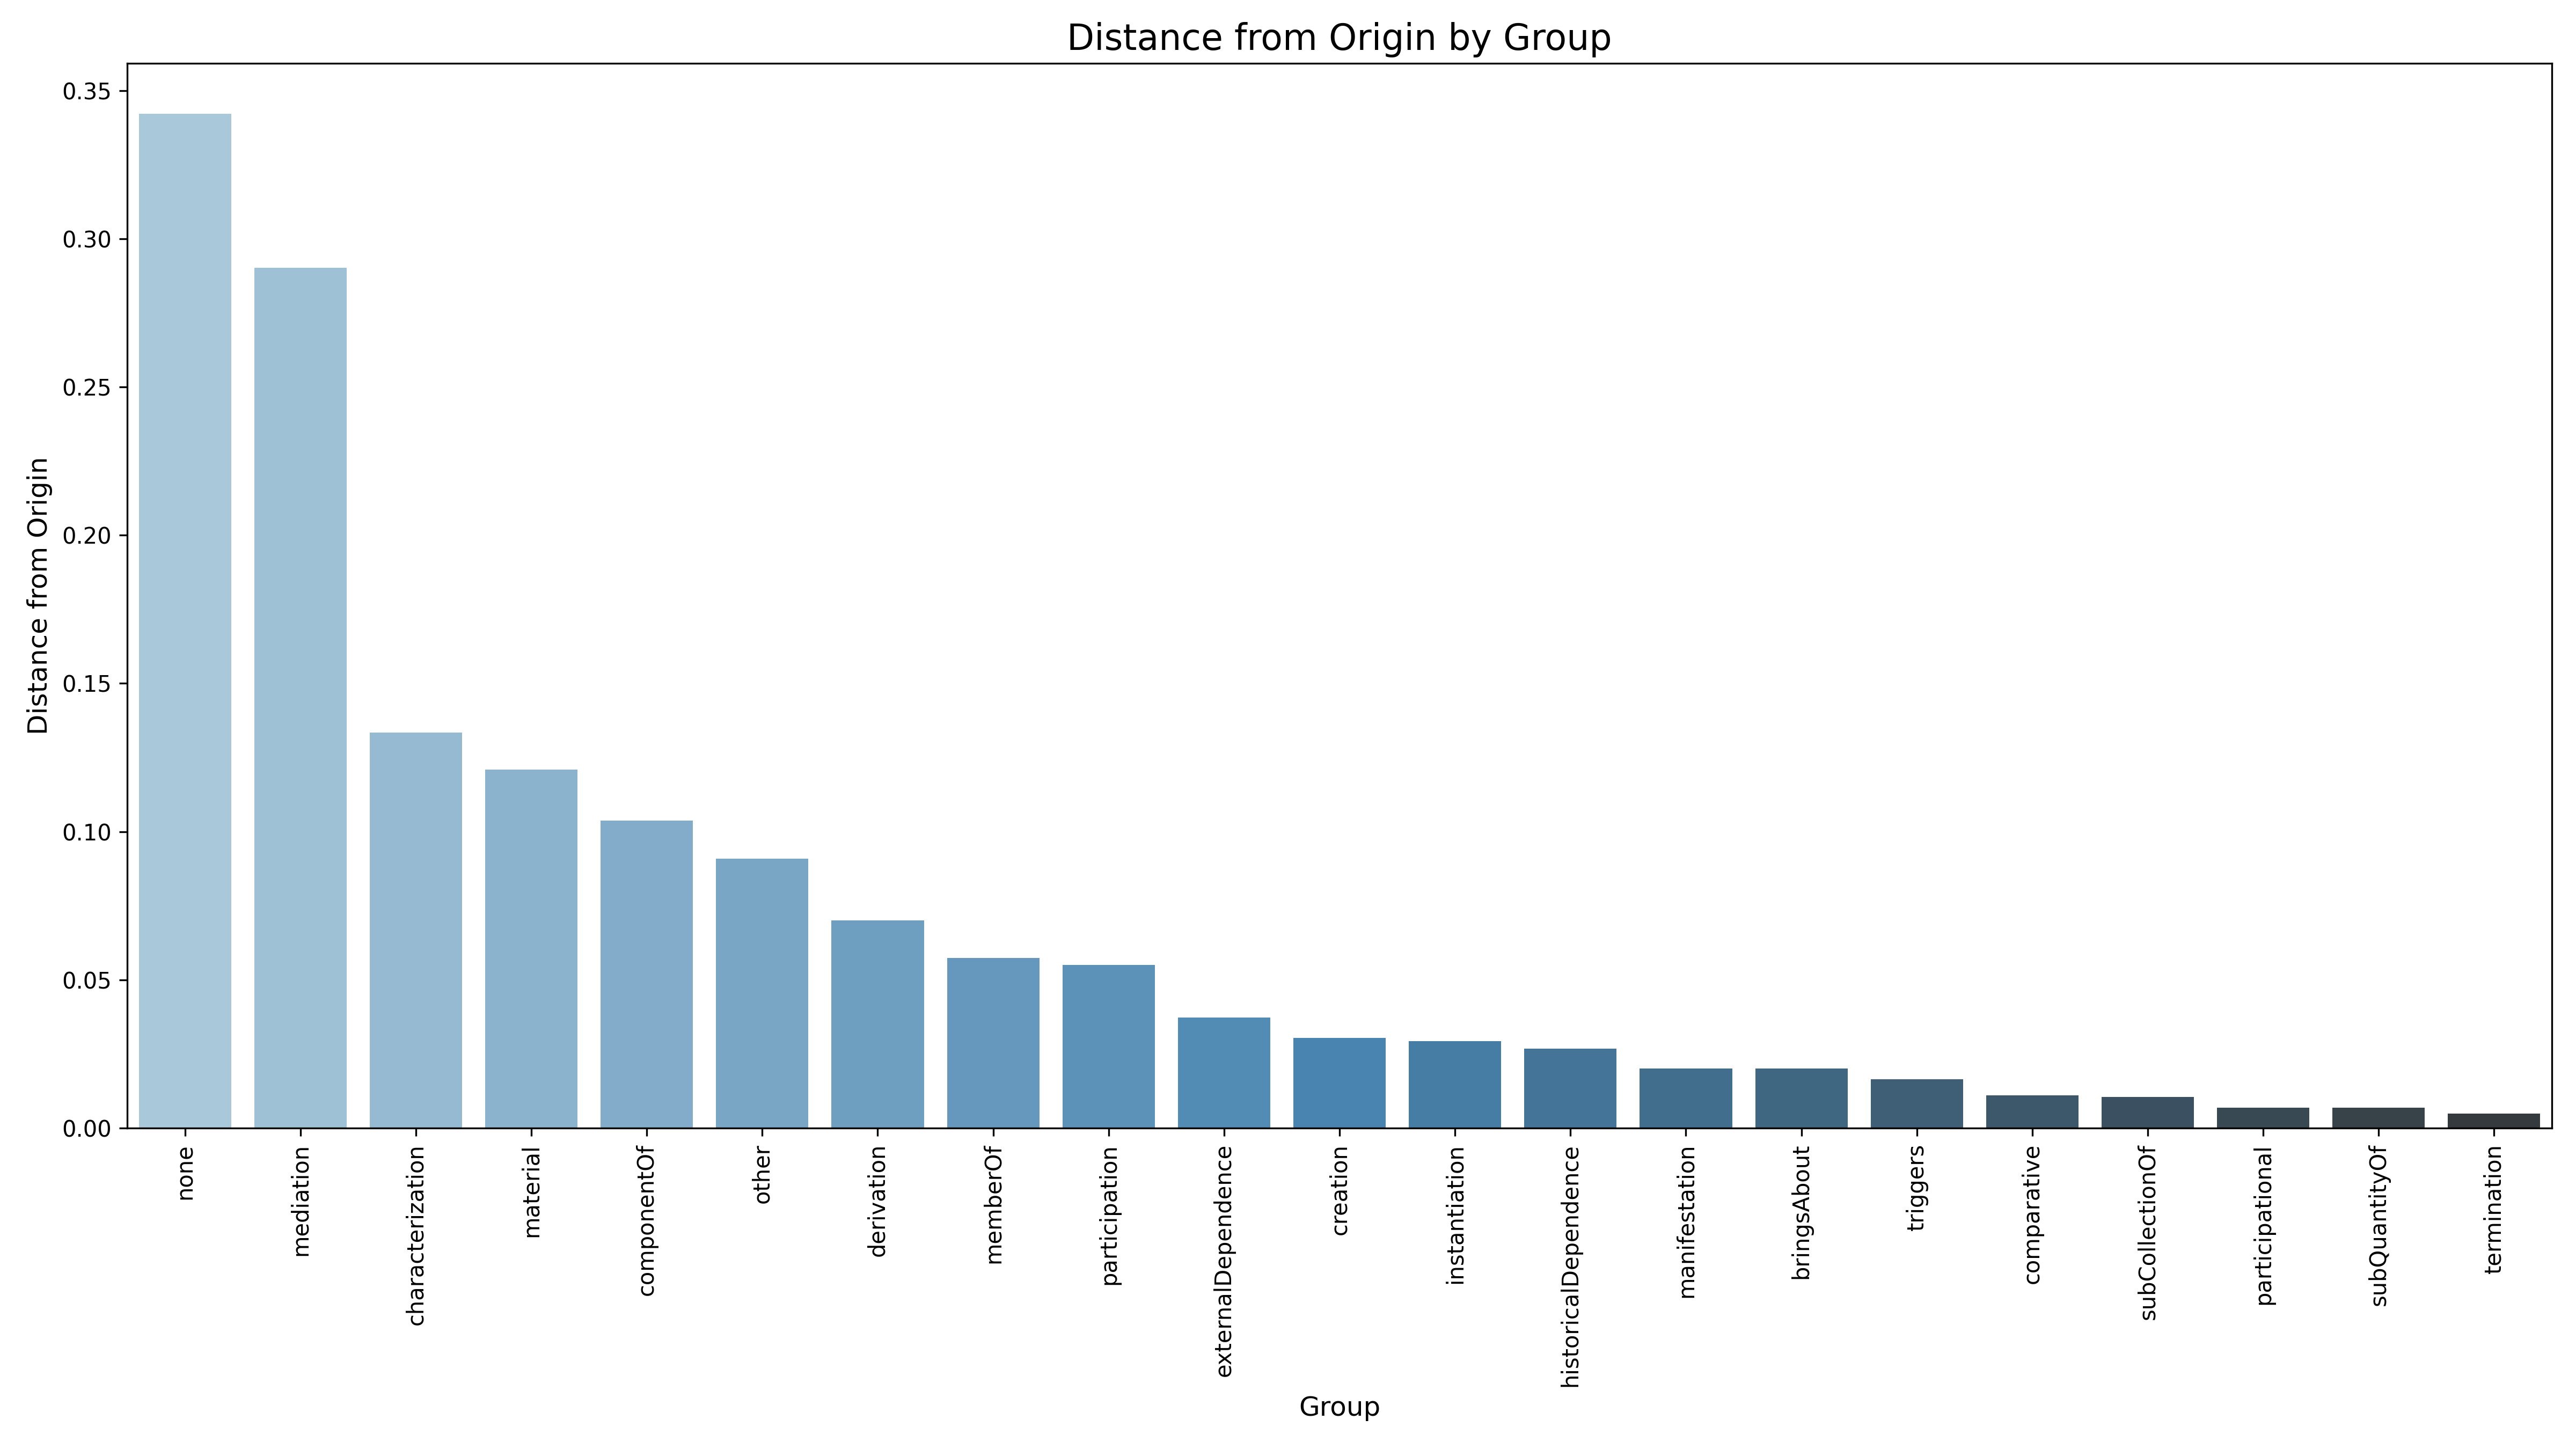 Distance from Origin by Group
Distance from Origin
0.35
0.30
0.25
0.20
0.15
0.10
0.05
0.00
none
mediation
characterization
material
componentOf
other
derivation
memberOf
participation
externalDependence
creation
instantiation
historicalDependence
manifestation
bringsAbout
triggers
comparative
subCollectionOf
participational
subQuantityOf
termination
Group